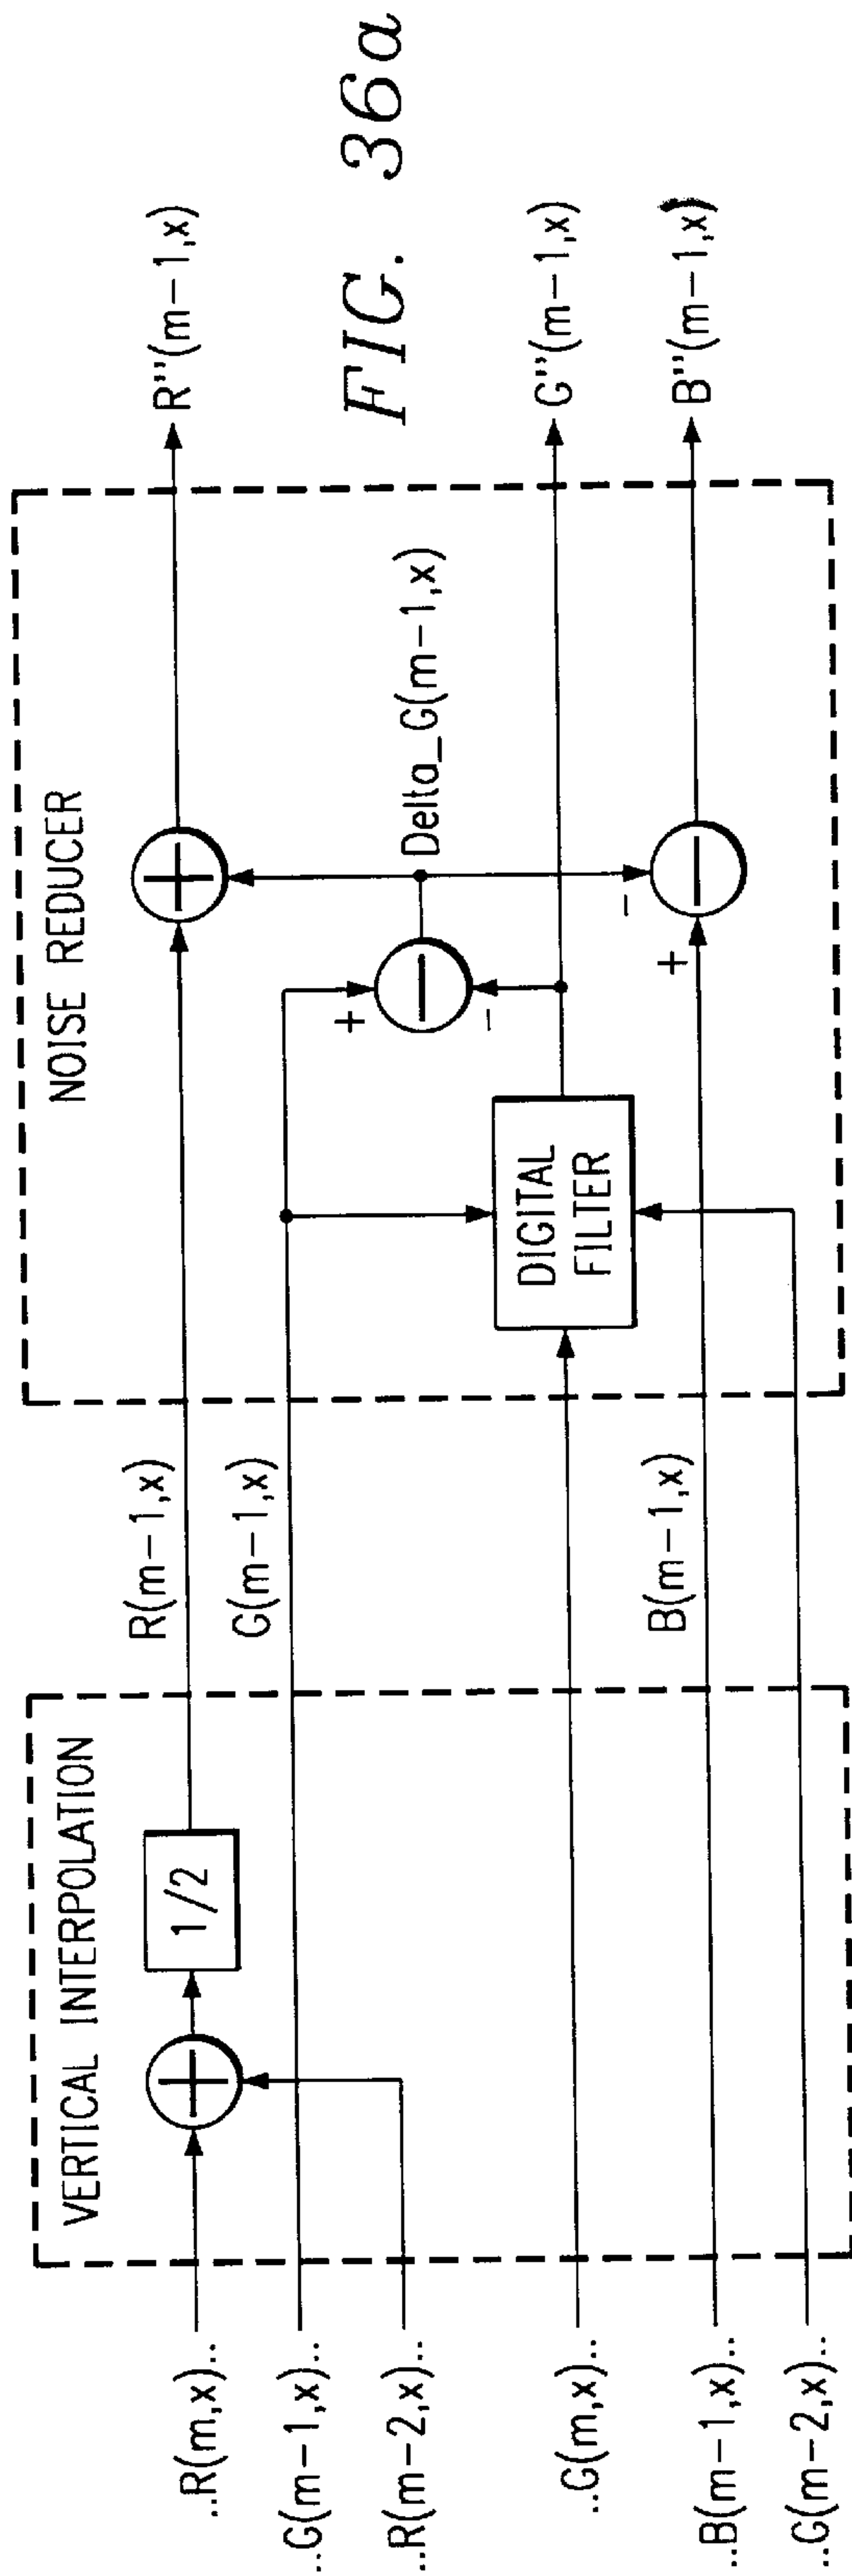 FIG. 36a
VERTICAL INTERPOLATION
NOISE REDUCER
..R(m,x)..
1/2
R(m-1,x)
+
R"(m-1,x)
..G(m-1,x)..
G(m-1,x)
+
-
Delta_G(m-1,x)
..R(m-2,x)..
..G(m,x)..
DIGITAL
FILTER
G"(m-1,x)
..B(m-1,x)..
B(m-1,x)
+
-
B"(m-1,x)
..G(m-2,x)..